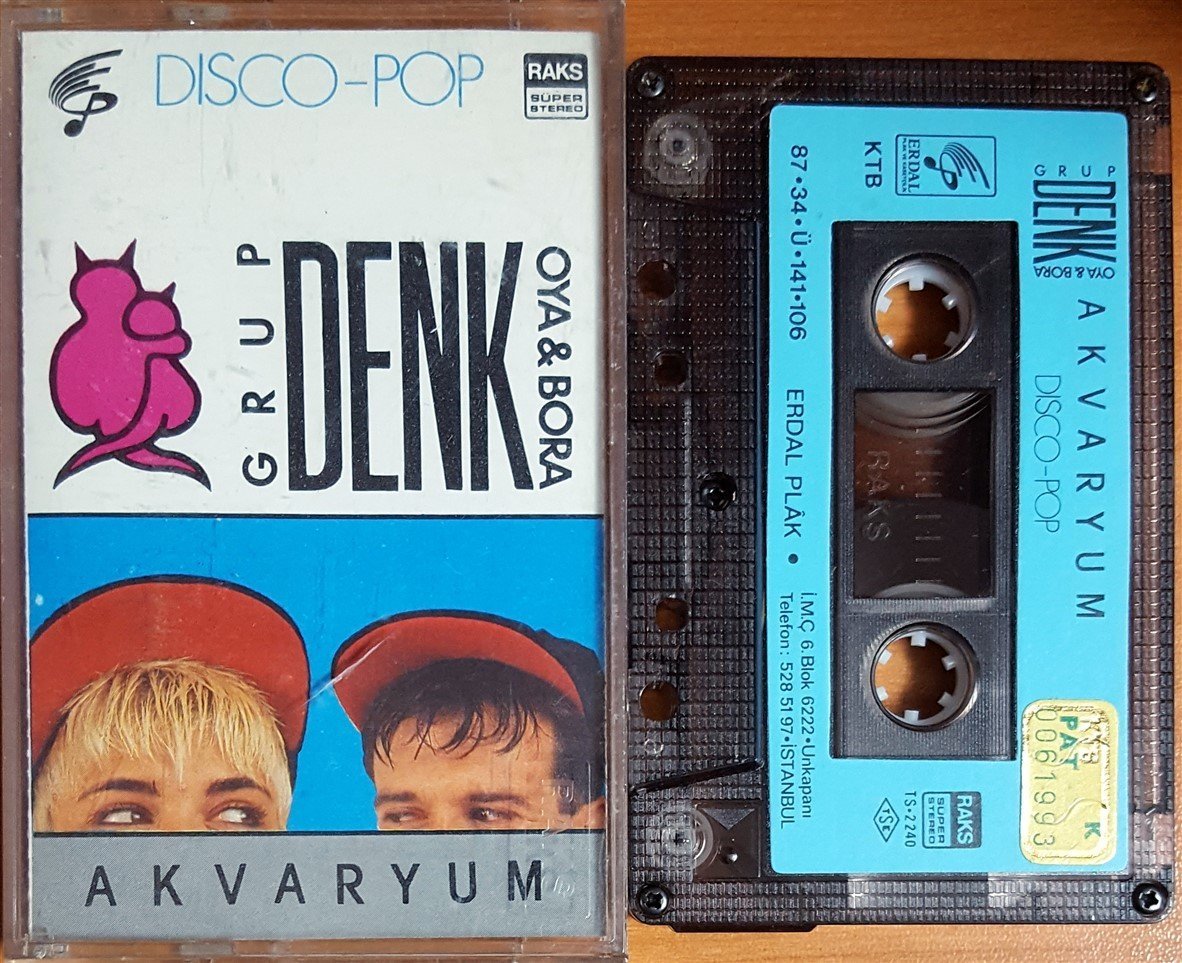 DISCO-POP
RAKS
SÜPER
STEREO
GRUP
DENK
OYA & BORA
AKVARYUM
GRUP
DENK
OYA & BORA
AKVARYUM
DISCO-POP
ERDAL
KTB
87•34•Ü•141•106
ERDAL PLÂK •
İ.M.Ç 6.Blok 6222•Unkapanı
Telefon: 528 51 97•İSTANBUL
RAKS
RAKS
SÜPER
STEREO
TS-2240
TSE
PAT
K
0061993